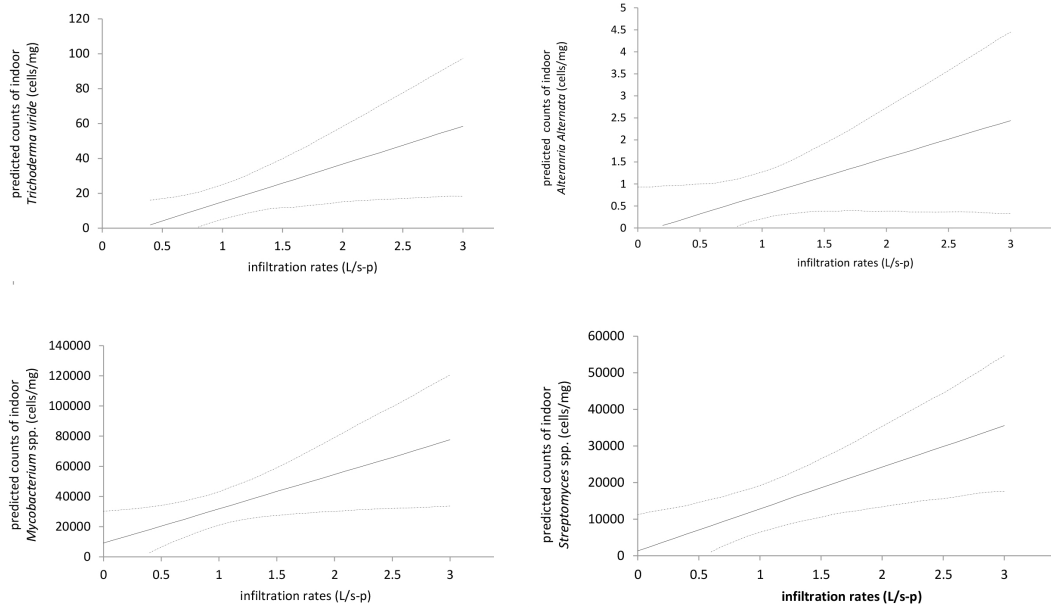 predicted counts of indoor
Trichoderma viride (cells/mg)
120
100
80
60
40
20
0
0 0.5 1 1.5 2 2.5 3
infiltration rates (L/s-p)
predicted counts of indoor
Alteranria Alternata (cells/mg)
5
4.5
4
3.5
3
2.5
2
1.5
1
0.5
0
0 0.5 1 1.5 2 2.5 3
infiltration rates (L/s-p)
predicted counts of indoor
Mycobacterium spp. (cells/mg)
140000
120000
100000
80000
60000
40000
20000
0
0 0.5 1 1.5 2 2.5 3
infiltration rates (L/s-p)
predicted counts of indoor
Streptomyces spp. (cells/mg)
60000
50000
40000
30000
20000
10000
0
0 0.5 1 1.5 2 2.5 3
infiltration rates (L/s-p)